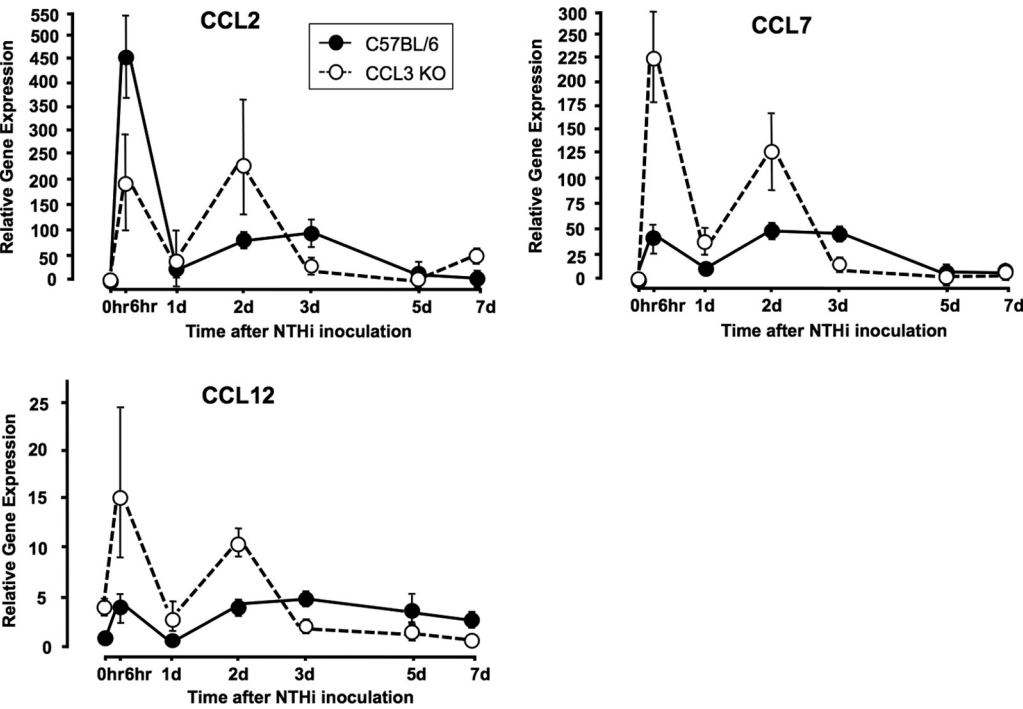 CCL2
C57BL/6
CCL3 KO
Relative Gene Expression
550
500
450
400
350
300
250
200
150
100
50
0
0hr6hr 1d 2d 3d 5d 7d
Time after NTHi inoculation
CCL7
Relative Gene Expression
300
275
250
225
200
175
150
125
100
75
50
25
0
0hr6hr 1d 2d 3d 5d 7d
Time after NTHi inoculation
CCL12
Relative Gene Expression
25
20
15
10
5
0
0hr6hr 1d 2d 3d 5d 7d
Time after NTHi inoculation